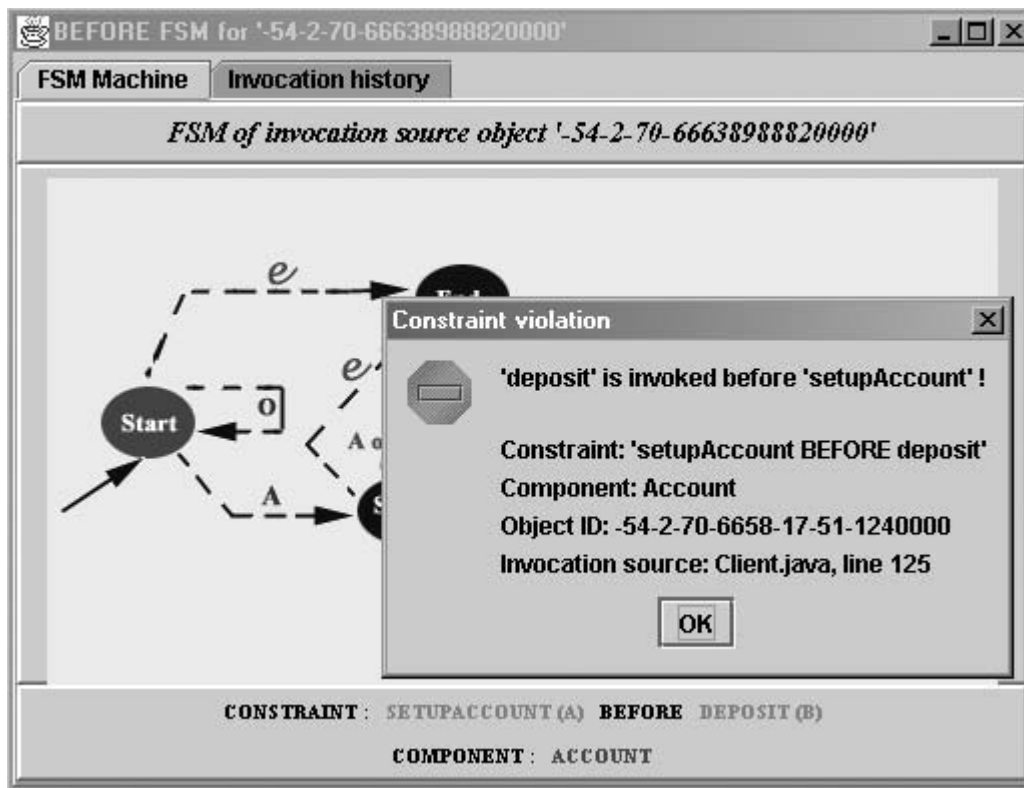 BEFORE FSM for '-54-2-70-66638988820000'
FSM Machine
Invocation history
FSM of invocation source object '-54-2-70-66638988820000'
e
Constraint violation
'deposit' is invoked before 'setupAccount' !
e
Start
O
A
Constraint: 'setupAccount BEFORE deposit'
Component: Account
A
Object ID: -54-2-70-6658-17-51-1240000
Invocation source: Client.java, line 125
OK
CONSTRAINT : SETUPACCOUNT (A) BEFORE DEPOSIT (B)
COMPONENT : ACCOUNT